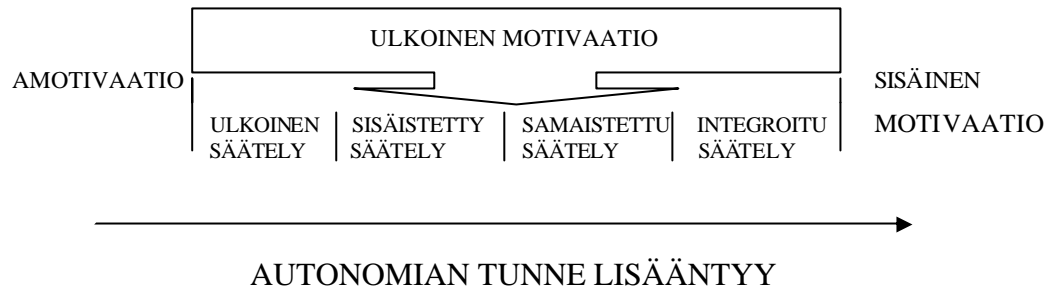 ULKOINEN MOTIVAATIO
AMOTIVAATIO
SISÄINEN
MOTIVAATIO
ULKOINEN
SÄÄTELY
SISÄISTETTY
SÄÄTELY
SAMAISTETTU
SÄÄTELY
INTEGROITU
SÄÄTELY
AUTONOMIAN TUNNE LISÄÄNTYY